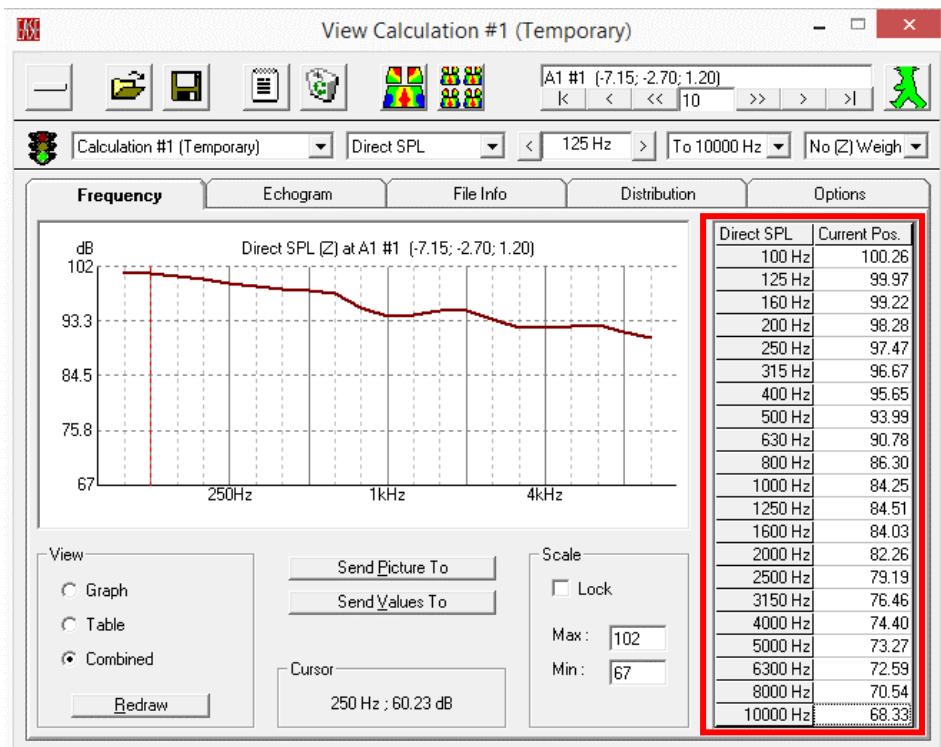 EASE
View Calculation #1 (Temporary)
A1 #1 (-7.15; -2.70; 1.20)
|< < << 10 >> > >|
Calculation #1 (Temporary) Direct SPL < 125 Hz > To 10000 Hz No (Z) Weigh
Frequency Echogram File Info Distribution Options
dB Direct SPL (Z) at A1 #1 (-7.15; -2.70; 1.20)
102
93.3
84.5
75.8
67
250Hz 1kHz 4kHz
Direct SPL Current Pos.
100 Hz 100.26
125 Hz 99.97
160 Hz 99.22
200 Hz 98.28
250 Hz 97.47
315 Hz 96.67
400 Hz 95.65
500 Hz 93.99
630 Hz 90.78
800 Hz 86.30
1000 Hz 84.25
1250 Hz 84.51
1600 Hz 84.03
2000 Hz 82.26
2500 Hz 79.19
3150 Hz 76.46
4000 Hz 74.40
5000 Hz 73.27
6300 Hz 72.59
8000 Hz 70.54
10000 Hz 68.33
View
Graph
Table
Combined
Redraw
Send Picture To
Send Values To
Cursor
250 Hz ; 60.23 dB
Scale
Lock
Max : 102
Min : 67